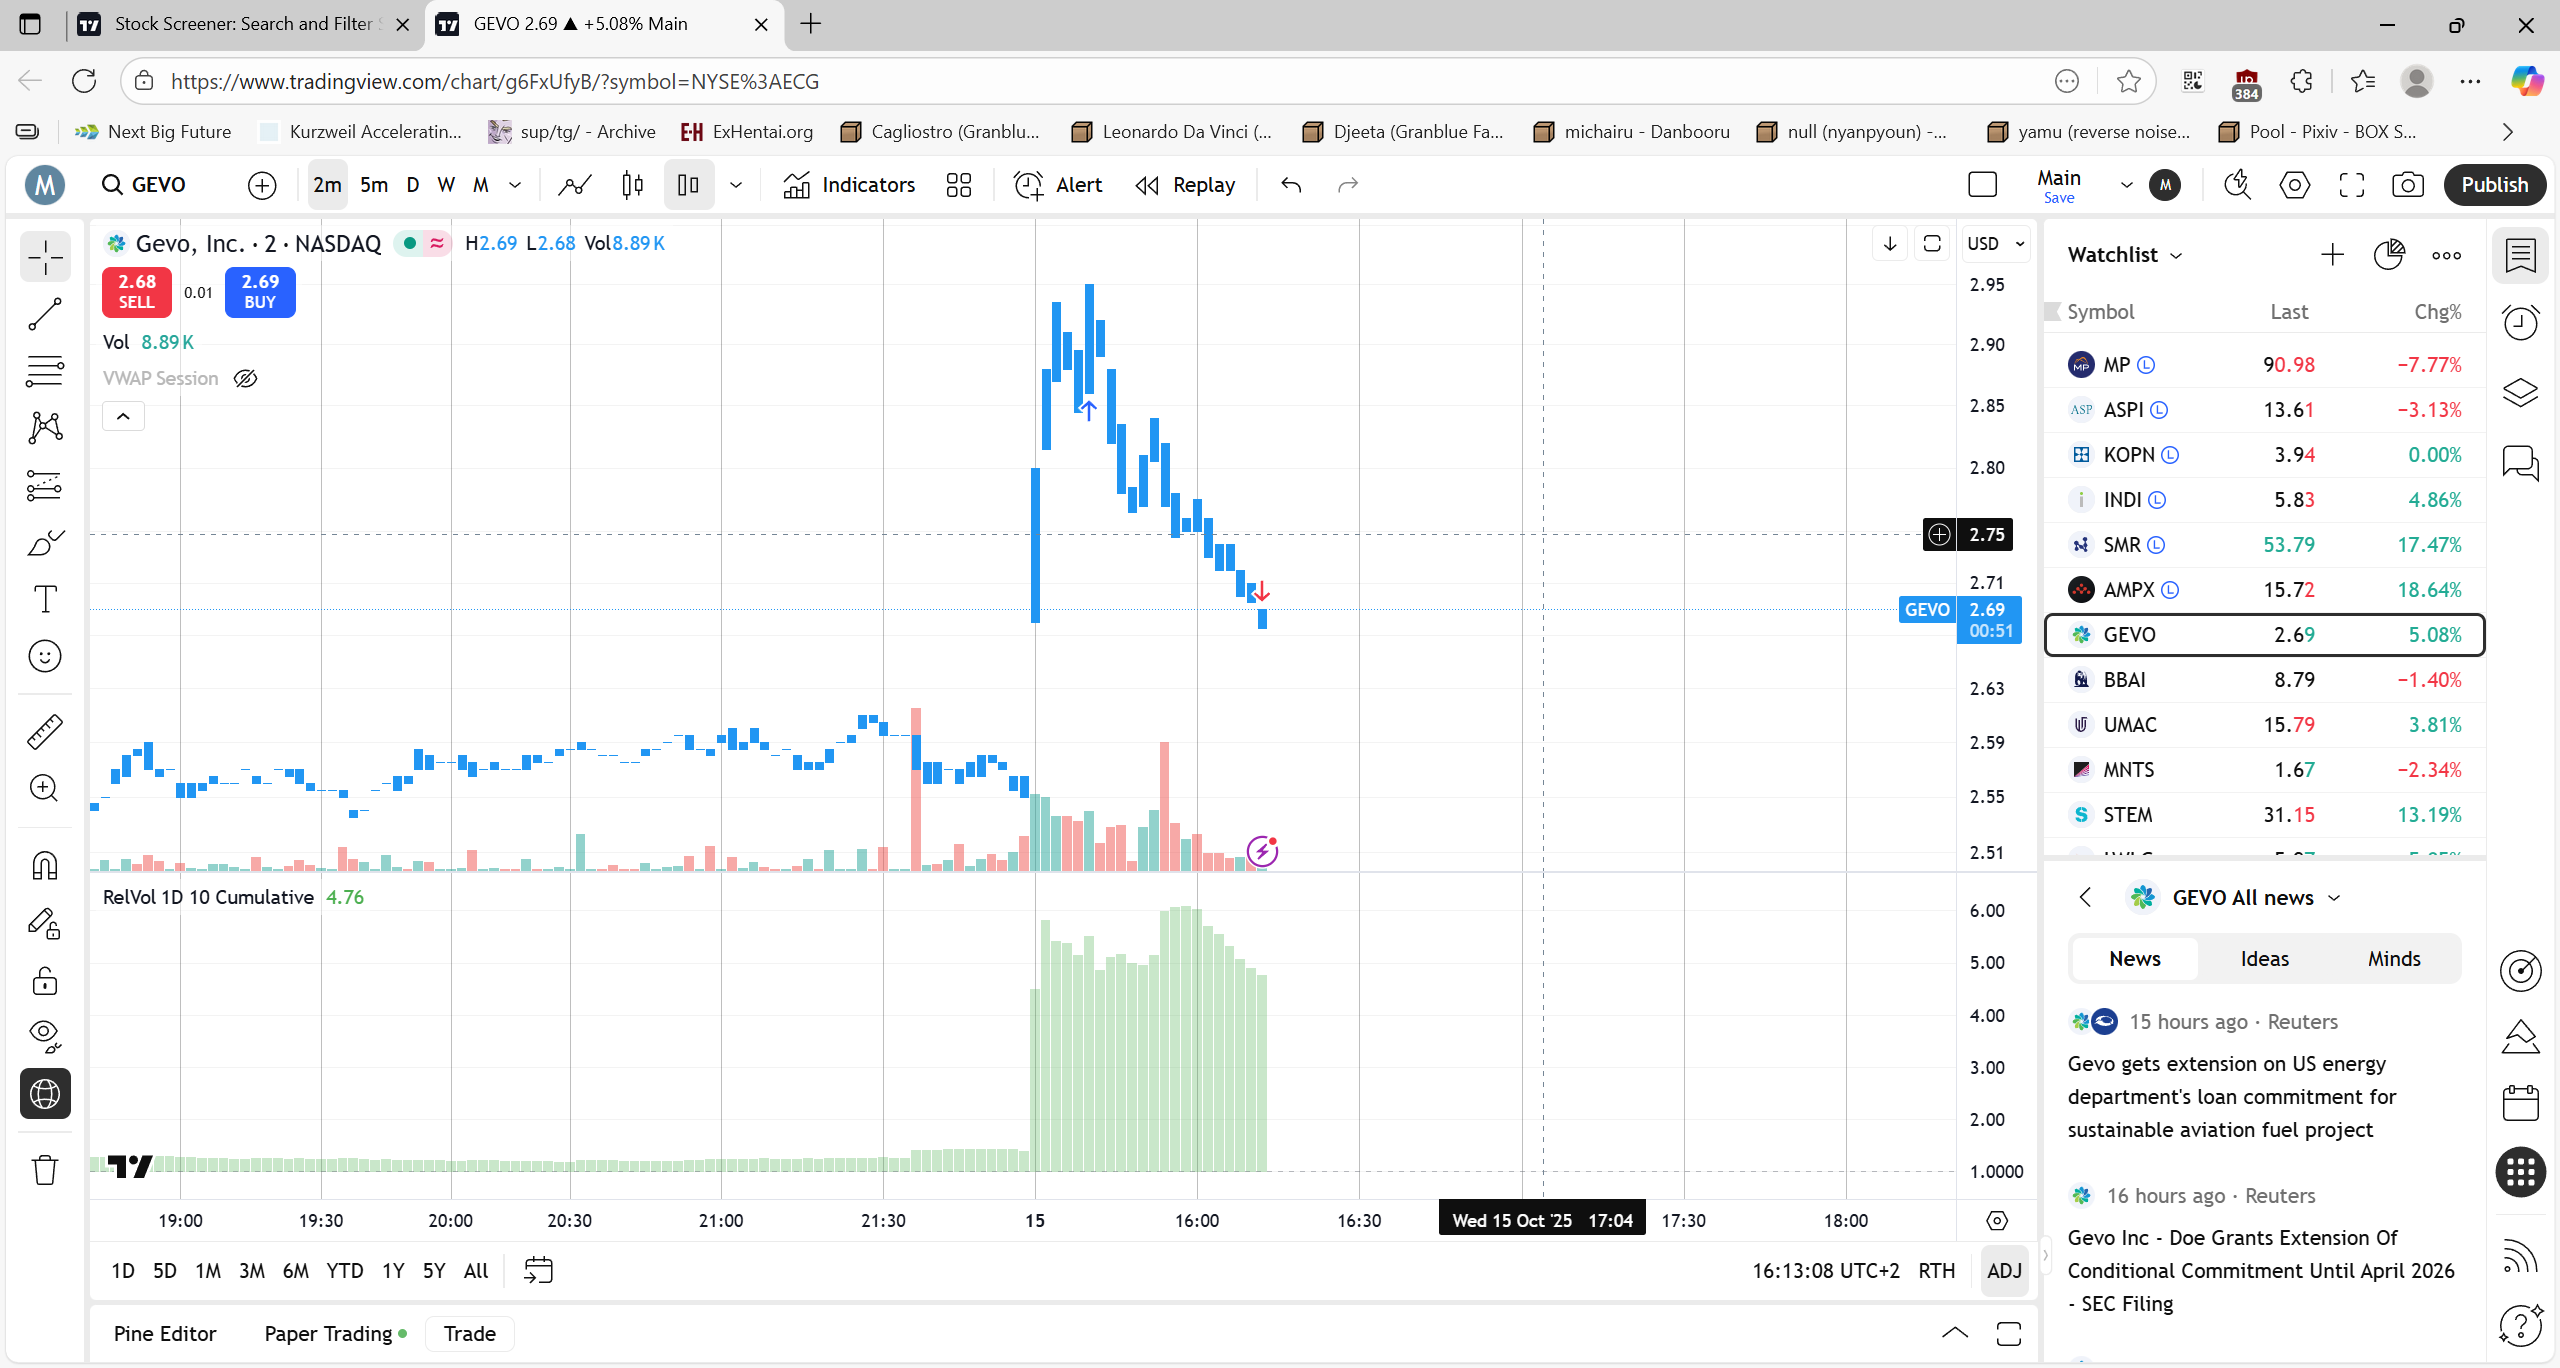 Stock Screener: Search and Filter S
GEVO 2.69 ▲ +5.08% Main
https://www.tradingview.com/chart/g6FxUfyB/?symbol=NYSE%3AECG
384
Next Big Future
Kurzweil Acceleratin...
sup/tg/ - Archive
EH ExHentai.org
Cagliostro (Granblu...
Leonardo Da Vinci (...
Djeeta (Granblue Fa...
michairu - Danbooru
null (nyanpyoun) -...
yamu (reverse noise...
Pool - Pixiv - BOX S...
M
GEVO
2m 5m D W M
Indicators
Alert
Replay
Main
Save
M
Publish
Gevo, Inc. · 2 · NASDAQ
H2.69 L2.68 Vol8.89 K
USD
2.68
SELL
0.01
2.69
BUY
Vol 8.89 K
VWAP Session
2.95
2.90
2.85
2.80
2.75
2.71
GEVO 2.69
00:51
2.63
2.59
2.55
2.51
RelVol 1D 10 Cumulative 4.76
6.00
5.00
4.00
3.00
2.00
1.0000
19:00 19:30 20:00 20:30 21:00 21:30 15 16:00 16:30 Wed 15 Oct '25 17:04 17:30 18:00
1D 5D 1M 3M 6M YTD 1Y 5Y All
16:13:08 UTC+2 RTH ADJ
Pine Editor
Paper Trading
Trade
Watchlist
Symbol Last Chg%
MP L 90.98 −7.77%
ASP ASPI L 13.61 −3.13%
KOPN L 3.94 0.00%
INDI L 5.83 4.86%
SMR L 53.79 17.47%
AMPX L 15.72 18.64%
GEVO 2.69 5.08%
BBAI 8.79 −1.40%
UMAC 15.79 3.81%
MNTS 1.67 −2.34%
S STEM 31.15 13.19%
GEVO All news
News Ideas Minds
15 hours ago · Reuters
Gevo gets extension on US energy
department's loan commitment for
sustainable aviation fuel project
16 hours ago · Reuters
Gevo Inc - Doe Grants Extension Of
Conditional Commitment Until April 2026
- SEC Filing